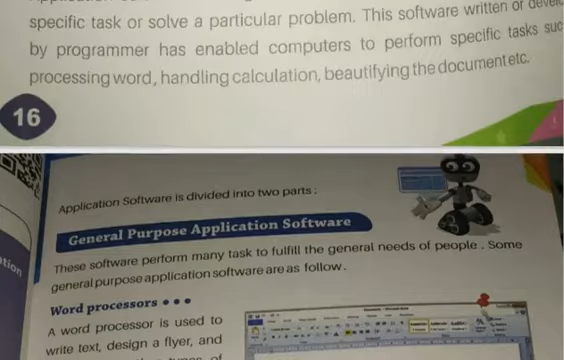 specific task or solve a particular problem. This software written or
by programmer has enabled computers to perform specific tasks
processing word, handling calculation, beautifying the document etc.
16
Application Software is divided into two parts :
General Purpose Application Software
These software perform many task to fulfill the general needs of people . Some
general purpose application software are as follow .
Word processors
A word processor is used to
write text, design a flyer, and